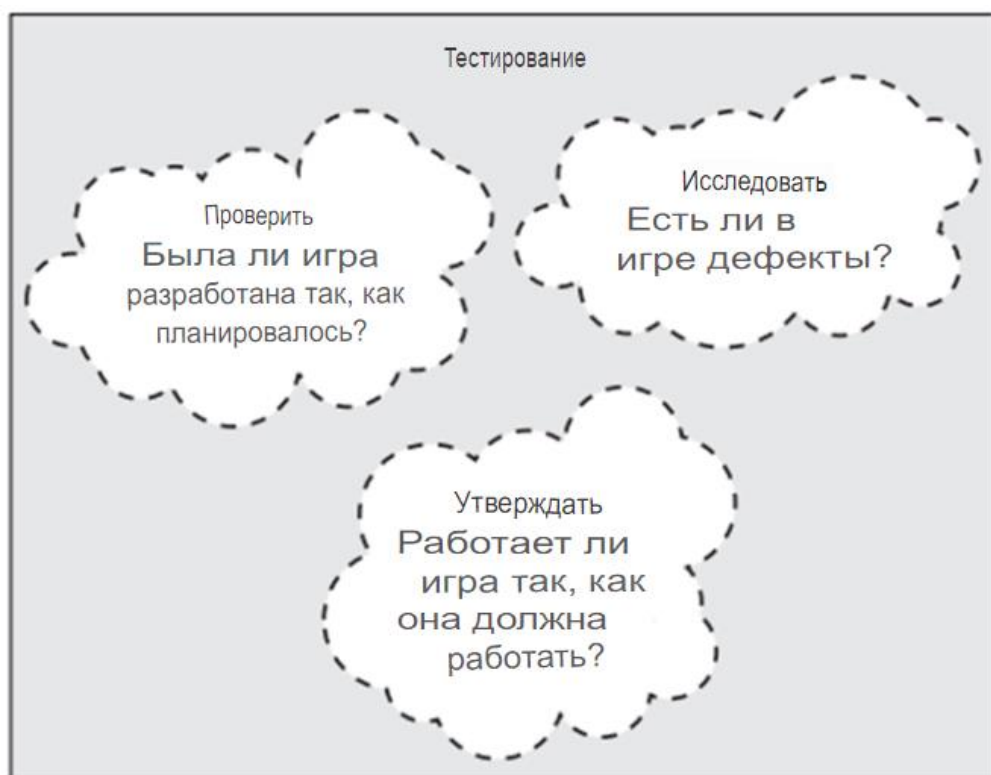 Тестирование
Проверить
Была ли игра
разработана так, как
планировалось?
Исследовать
Есть ли в
игре дефекты?
Утверждать
Работает ли
игра так, как
она должна
работать?